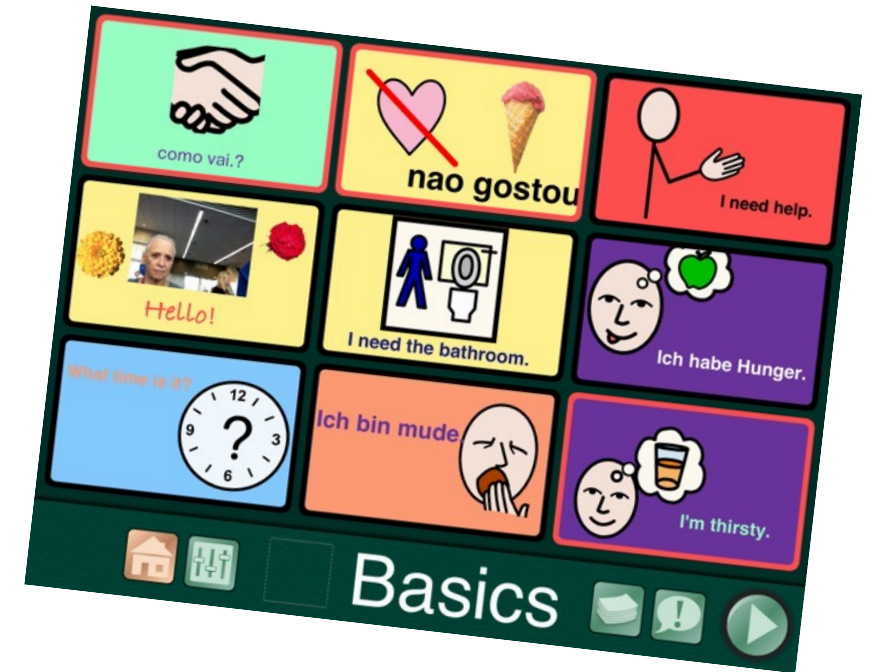 como vai.?
nao gostou
I need help.
Hello!
I need the bathroom.
Ich habe Hunger.
What time is it?
12
9
3
6
?
Ich bin mude.
I'm thirsty.
Basics
!